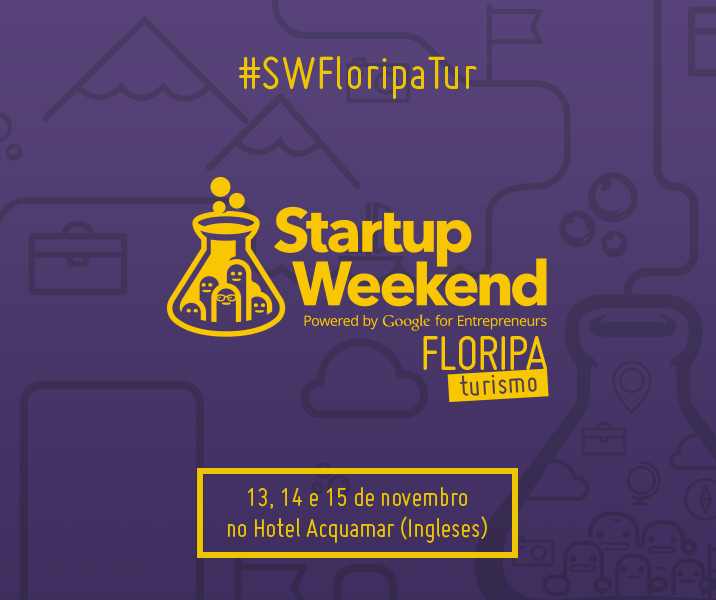 #SWFloripaTur
Startup
Weekend
Powered by Google for Entrepreneurs
FLORIPA
turismo
13, 14 e 15 de novembro
no Hotel Acquamar (Ingleses)